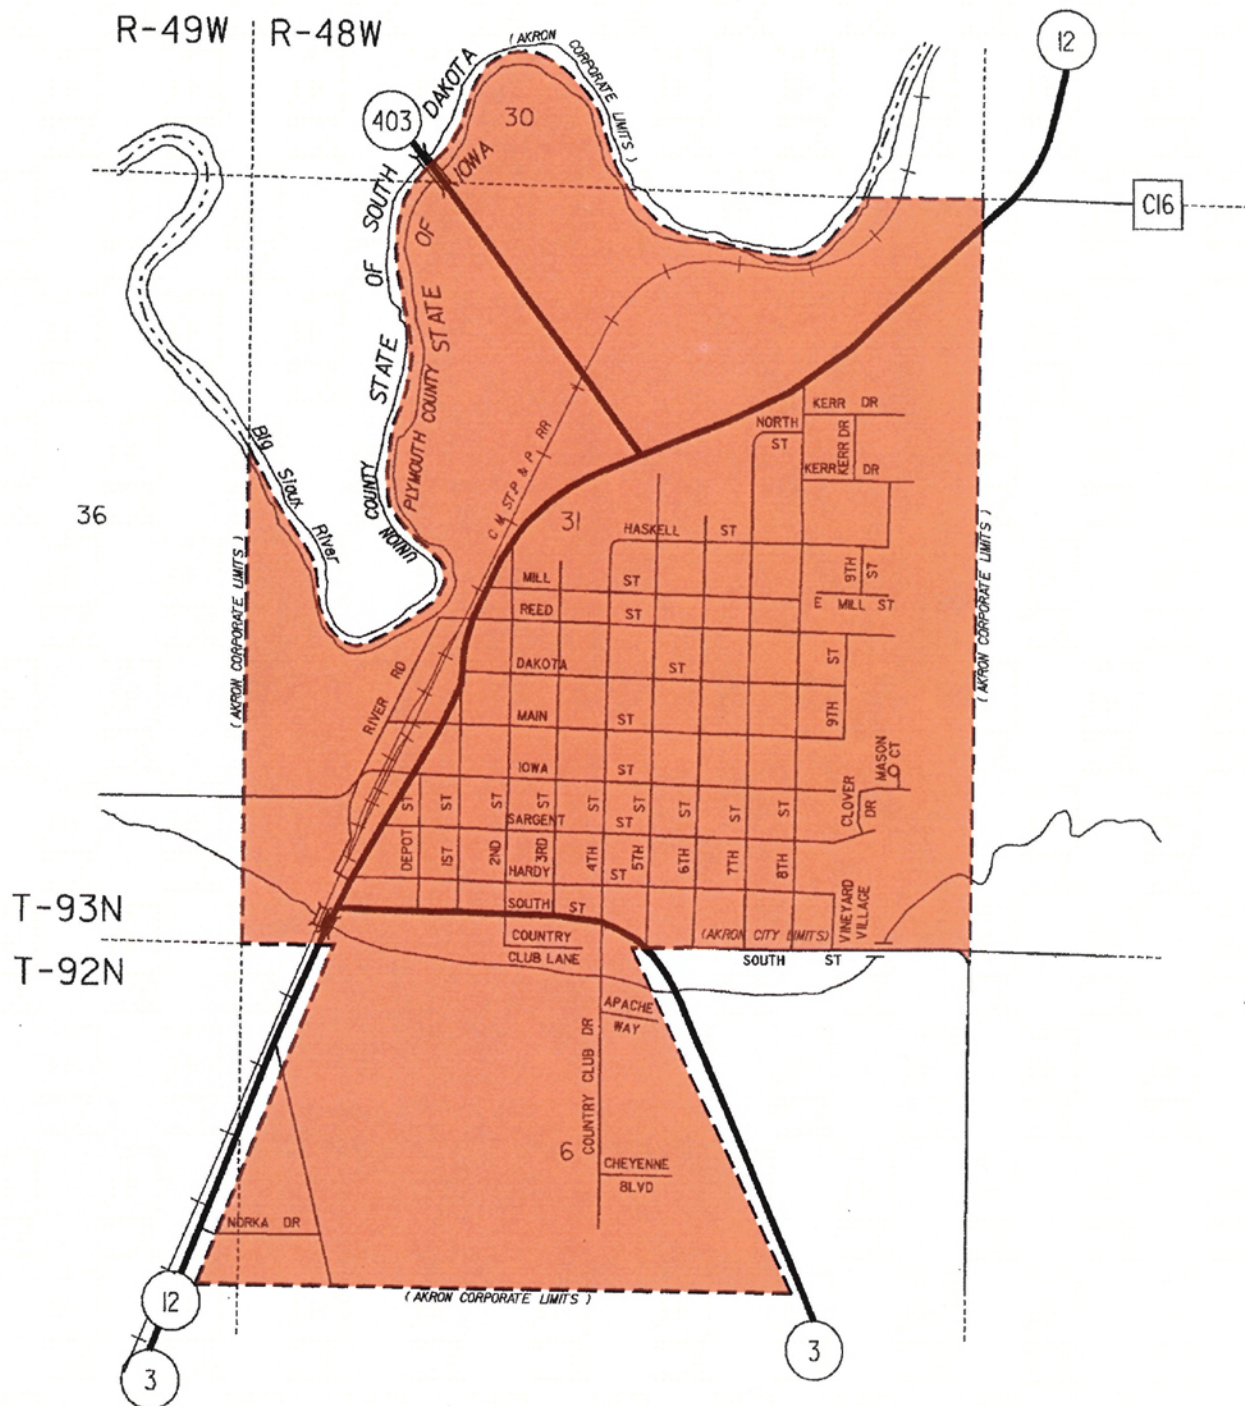 R-49W
R-48W
12
403
( AKRON CORPORATE LIMITS )
30
C16
STATE OF SOUTH DAKOTA
STATE OF IOWA
UNION COUNTY
PLYMOUTH COUNTY
Big Sioux River
36
C M. ST.P & P. RR
31
KERR DR
NORTH ST
KERR DR
KERR DR
HASKELL ST
9TH ST
MILL ST
E MILL ST
REED ST
( AKRON CORPORATE LIMITS )
( AKRON CORPORATE LIMITS )
DAKOTA ST
9TH ST
RIVER RD
MAIN ST
MASON CT
IOWA ST
CLOVER DR
SARGENT ST
DEPOT ST
1ST ST
2ND ST
3RD ST
4TH ST
5TH ST
6TH ST
7TH ST
8TH ST
HARDY ST
VINEYARD VILLAGE
T-93N
SOUTH ST
(AKRON CITY LIMITS)
COUNTRY
CLUB LANE
SOUTH ST
T-92N
APACHE
WAY
COUNTRY CLUB DR
6
CHEYENNE
BLVD
NORKA DR
( AKRON CORPORATE LIMITS )
12
3
3